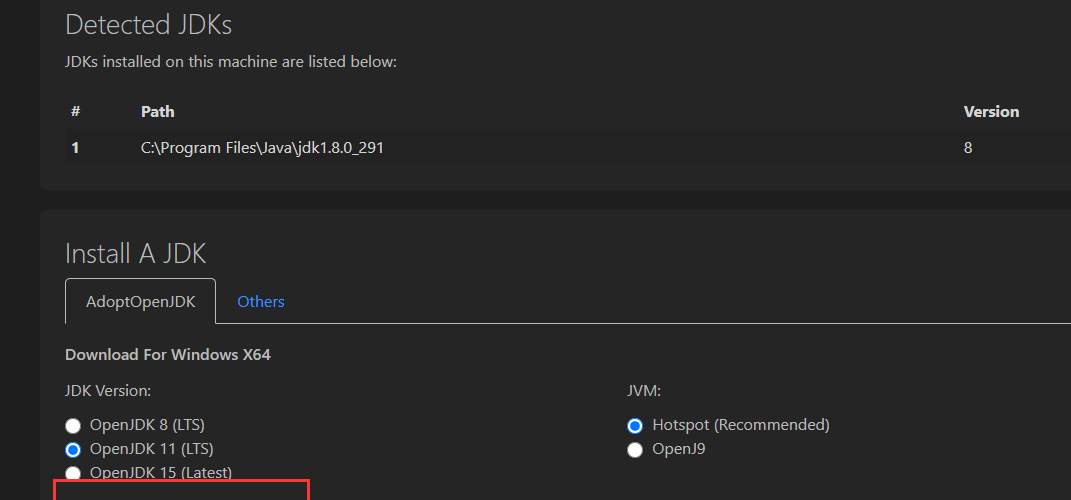 Detected JDKs
JDKs installed on this machine are listed below:
# Path Version
1 C:\Program Files\Java\jdk1.8.0_291 8
Install A JDK
AdoptOpenJDK Others
Download For Windows X64
JDK Version: JVM:
OpenJDK 8 (LTS) Hotspot (Recommended)
OpenJDK 11 (LTS) OpenJ9
OpenJDK 15 (Latest)